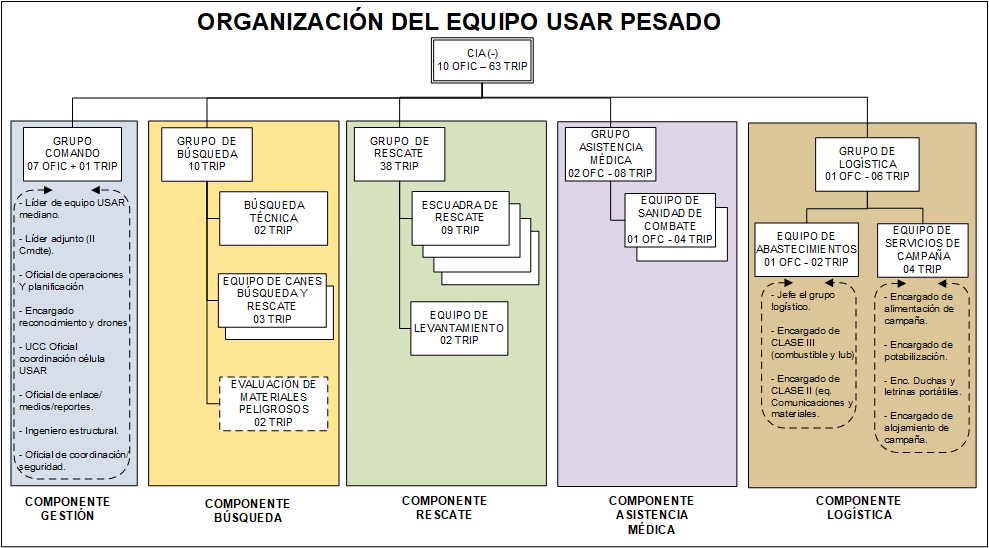 ORGANIZACIÓN DEL EQUIPO USAR PESADO
CIA (-)
10 OFIC – 63 TRIP
GRUPO
COMANDO
07 OFIC + 01 TRIP
- Líder de equipo USAR
mediano.
- Líder adjunto (II
Cmdte).
- Oficial de operaciones
Y planificación
- Encargado
reconocimiento y drones
- UCC Oficial
coordinación célula
USAR
- Oficial de enlace/
medios/reportes.
- Ingeniero estructural.
- Oficial de coordinación/
seguridad.
COMPONENTE
GESTIÓN
GRUPO DE
BÚSQUEDA
10 TRIP
BÚSQUEDA
TÉCNICA
02 TRIP
EQUIPO DE CANES
BÚSQUEDA Y
RESCATE
03 TRIP
EVALUACIÓN DE
MATERIALES
PELIGROSOS
02 TRIP
COMPONENTE
BÚSQUEDA
GRUPO DE
RESCATE
38 TRIP
ESCUADRA DE
RESCATE
09 TRIP
EQUIPO DE
LEVANTAMIENTO
02 TRIP
COMPONENTE
RESCATE
GRUPO
ASISTENCIA
MÉDICA
02 OFC - 08 TRIP
EQUIPO DE
SANIDAD DE
COMBATE
01 OFC - 04 TRIP
COMPONENTE
ASISTENCIA
MÉDICA
GRUPO DE
LOGÍSTICA
01 OFC - 06 TRIP
EQUIPO DE
ABASTECIMIENTOS
01 OFC - 02 TRIP
- Jefe el grupo
logístico.
- Encargado de
CLASE III
(combustible y lub)
- Encargado de
CLASE II (eq.
Comunicaciones y
materiales.
EQUIPO DE
SERVICIOS DE
CAMPAÑA
04 TRIP
- Encargado de
alimentación de
campaña.
- Encargado de
potabilización.
- Enc. Duchas y
letrinas portátiles.
- Encargado de
alojamiento de
campaña.
COMPONENTE
LOGÍSTICA